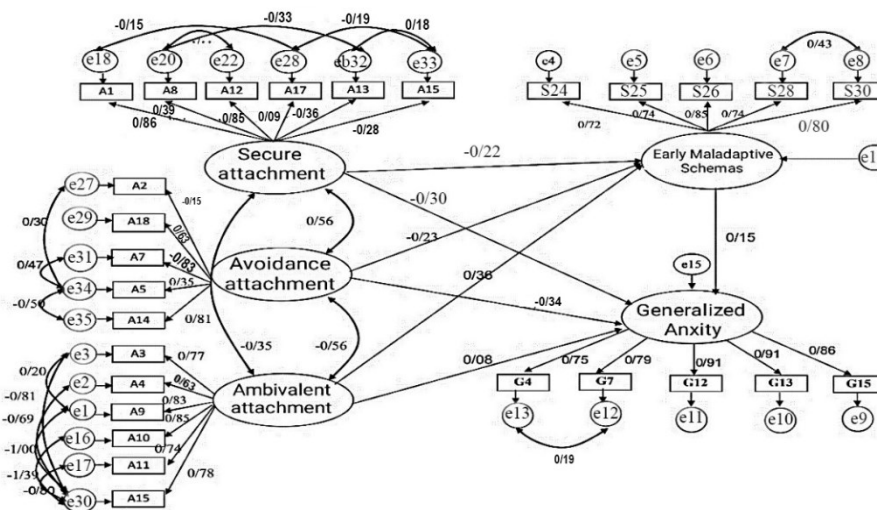 -0/15
-0/33
-0/19
0/18
e18
e20
e22
e28
eb32
e33
A1
A8
A12
A17
A13
A15
0/86
0/39
-0/85
0/09
-0/36
-0/28
0/43
e4
e5
e6
e7
e8
S24
S25
S26
S28
S30
0/72
0/74
0/85
0/74
0/80
Secure
attachment
-0/22
Early Maladaptive
Schemas
e1
e27
A2
-0/15
e29
A18
0/63
0/30
e31
A7
-0/83
0/47
e34
A5
0/35
-0/50
e35
A14
0/81
Avoidance
attachment
0/56
-0/30
-0/23
0/36
-0/34
0/15
e15
Generalized
Anxity
-0/35
-0/56
0/08
Ambivalent
attachment
e3
A3
0/77
0/20
e2
A4
0/63
-0/81
e1
A9
0/83
-0/69
e16
A10
0/85
-1/00
e17
A11
0/74
-1/39
e30
A15
0/78
0/75
0/79
0/91
0/91
0/86
G4
G7
G12
G13
G15
e13
e12
e11
e10
e9
0/19